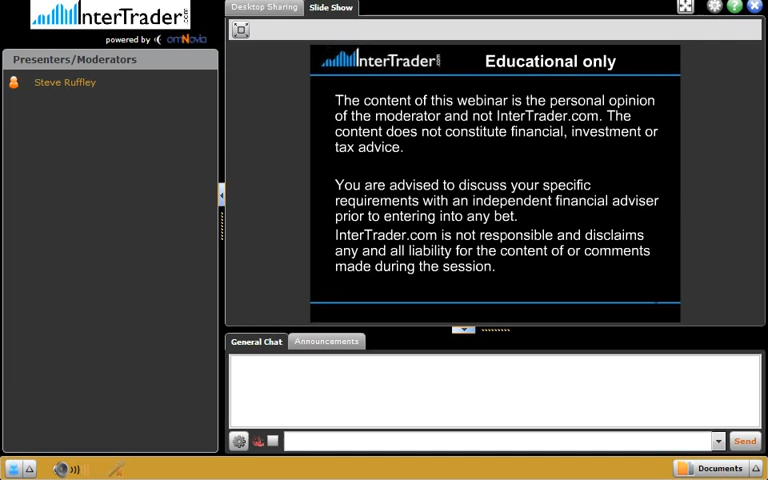 InterTrader.com
powered by omNovia
Presenters/Moderators
Steve Ruffley
Desktop Sharing
Slide Show
InterTrader.com
Educational only
The content of this webinar is the personal opinion
of the moderator and not InterTrader.com. The
content does not constitute financial, investment or
tax advice.
You are advised to discuss your specific
requirements with an independent financial adviser
prior to entering into any bet.
InterTrader.com is not responsible and disclaims
any and all liability for the content of or comments
made during the session.
General Chat
Announcements
Send
Documents